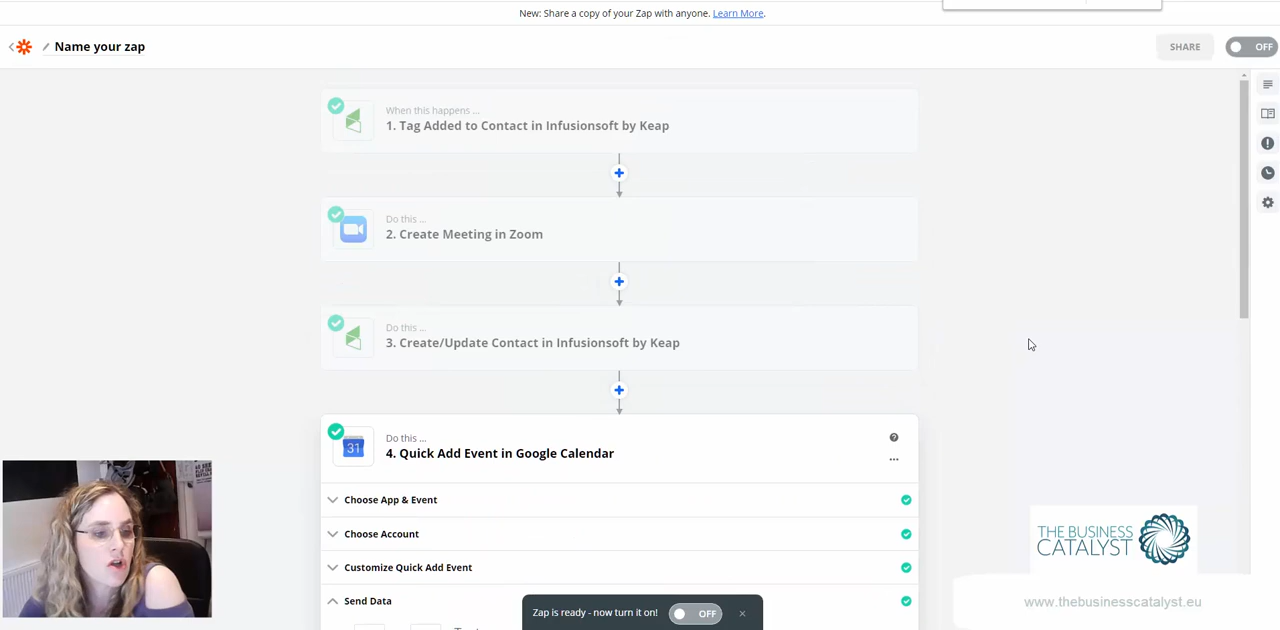 New: Share a copy of your Zap with anyone. Learn More.
Name your zap
SHARE
OFF
When this happens ...
1. Tag Added to Contact in Infusionsoft by Keap
Do this ...
2. Create Meeting in Zoom
Do this ...
3. Create/Update Contact in Infusionsoft by Keap
Do this ...
31
4. Quick Add Event in Google Calendar
Choose App & Event
Choose Account
Customize Quick Add Event
Send Data
Zap is ready - now turn it on!
OFF
THE BUSINESS
CATALYST
www.thebusinesscatalyst.eu